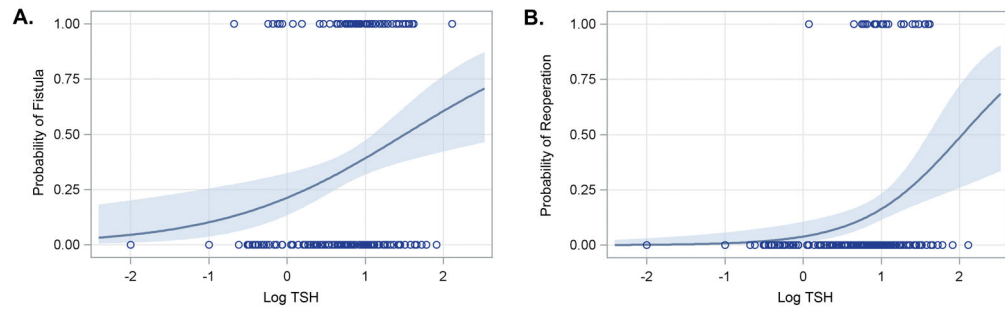 A.
1.00
0.75
0.50
0.25
0.00
Probability of Fistula
-2 -1 0 1 2
Log TSH
B.
1.00
0.75
0.50
0.25
0.00
Probability of Reoperation
-2 -1 0 1 2
Log TSH